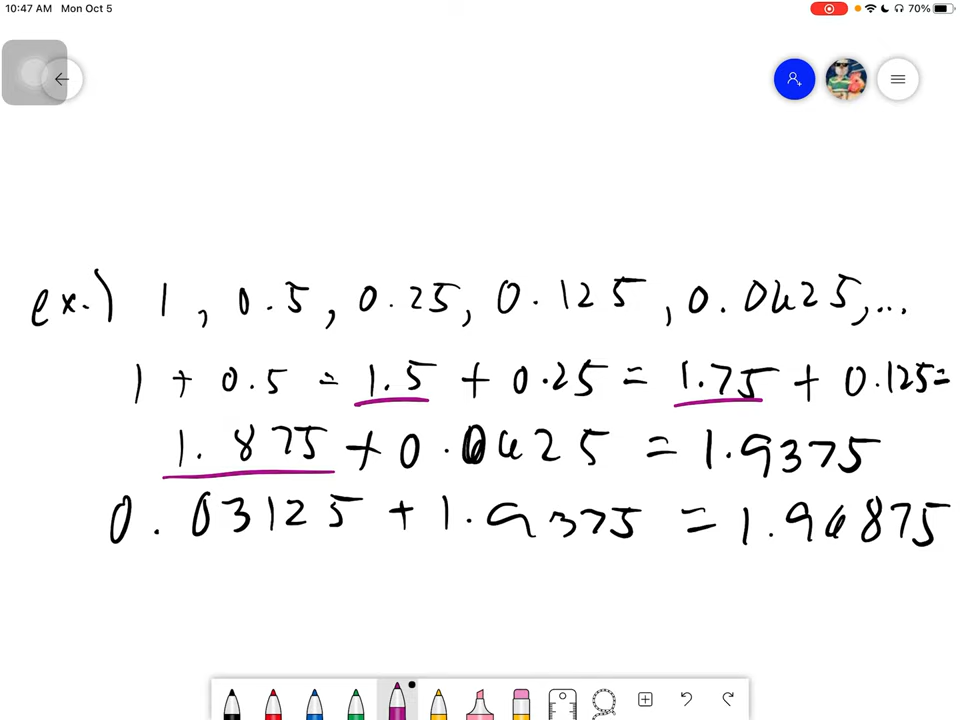 10:47 AM Mon Oct 5 70%
ex.) 1, 0.5, 0.25, 0.125, 0.0625,...
1 + 0.5 = 1.5 + 0.25 = 1.75 + 0.125=
1.875 + 0.0625 = 1.9375
0.03125 + 1.9375 = 1.96875